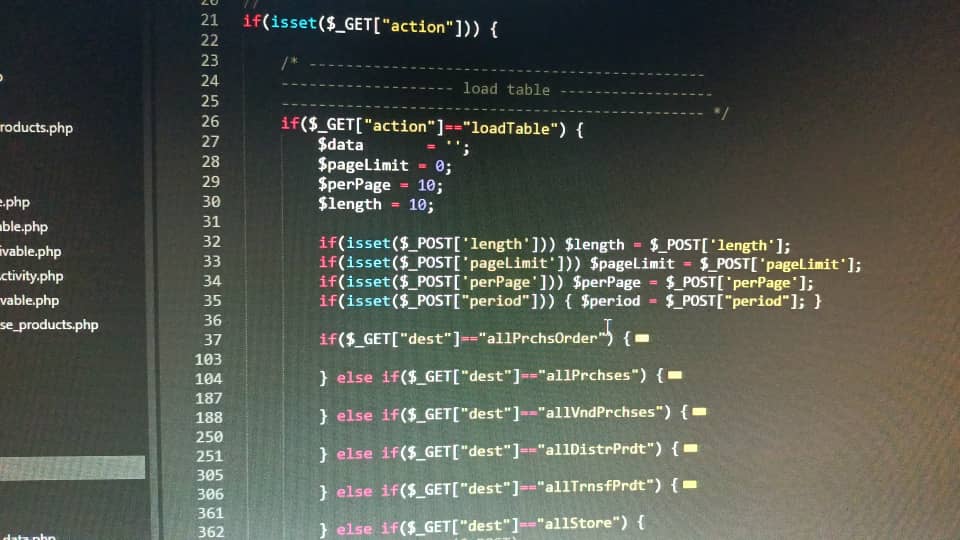 roducts.php
e.php
able.php
ivable.php
ctivity.php
vable.php
se_products.php
21 if(isset($_GET["action"])) {
22
23 /* --------------------------------------------
24 ------------------- load table -----------------
25 ----------------------------------------------- */
26 if($_GET["action"]=="loadTable") {
27 $data = '';
28 $pageLimit = 0;
29 $perPage = 10;
30 $length = 10;
31
32 if(isset($_POST['length'])) $length = $_POST['length'];
33 if(isset($_POST['pageLimit'])) $pageLimit = $_POST['pageLimit'];
34 if(isset($_POST['perPage'])) $perPage = $_POST['perPage'];
35 if(isset($_POST["period"])) { $period = $_POST["period"]; }
36
37 if($_GET["dest"]=="allPrchsOrder") {
103
104 } else if($_GET["dest"]=="allPrchses") {
187
188 } else if($_GET["dest"]=="allVndPrchses") {
250
251 } else if($_GET["dest"]=="allDistrPrdt") {
305
306 } else if($_GET["dest"]=="allTrnsfPrdt") {
361
362 } else if($_GET["dest"]=="allStore") {